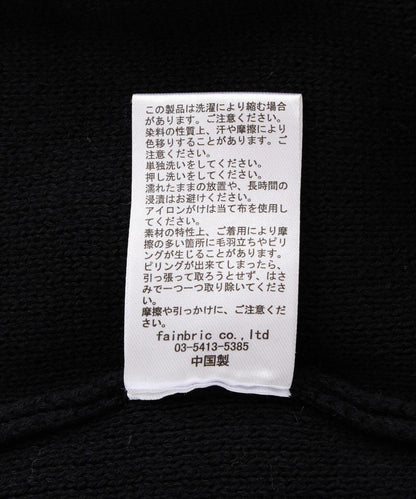 この製品は洗濯により縮む場合
があります。ご注意ください。
染料の性質上、汗や摩擦により
色移りすることがあります。ご
注意ください。
単独洗いをしてください。
押し洗いをしてください。
濡れたままの放置や、長時間の
浸漬はお避けください。
アイロンがけは当て布を使用し
てください。
素材の特性上、ご着用により摩
擦の多い箇所に毛羽立ちやピリ
ングが生じることがあります。
ピリングが出来てしまったら、
引っ張って取ろうとせず、はさ
みで一つ一つ取り除いてくださ
い。
摩擦や引っかけに、ご注意くだ
さい。
fainbric co.,ltd
03-5413-5385
中国製